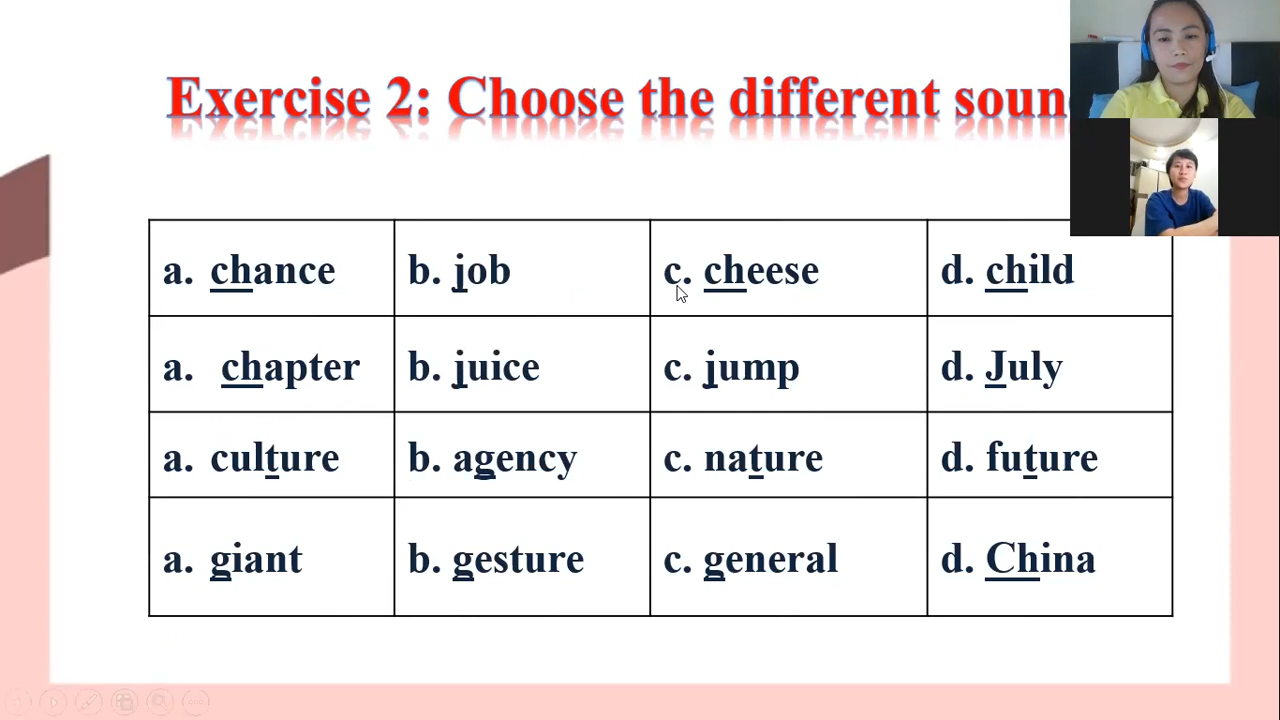 Exercise 2: Choose the different soun
a. chance b. job c. cheese d. child
a. chapter b. juice c. jump d. July
a. culture b. agency c. nature d. future
a. giant b. gesture c. general d. China